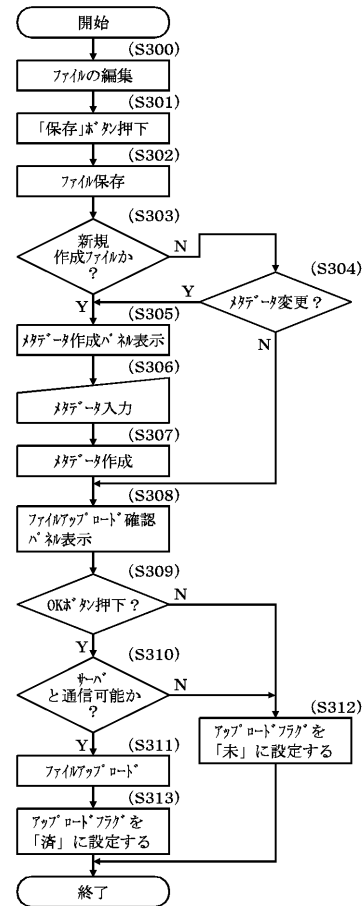 開始
(S300)
ファイルの編集
(S301)
「保存」ボタン押下
(S302)
ファイル保存
(S303)
新規
作成ファイルか
?
N
Y
(S304)
メタデータ変更?
Y
N
(S305)
メタデータ作成パネル表示
(S306)
メタデータ入力
(S307)
メタデータ作成
(S308)
ファイルアップロード確認
パネル表示
(S309)
OKボタン押下?
N
Y
(S310)
サーバ
と通信可能か
?
N
Y
(S311)
ファイルアップロード
(S312)
アップロードフラグを
「未」に設定する
(S313)
アップロードフラグを
「済」に設定する
終了